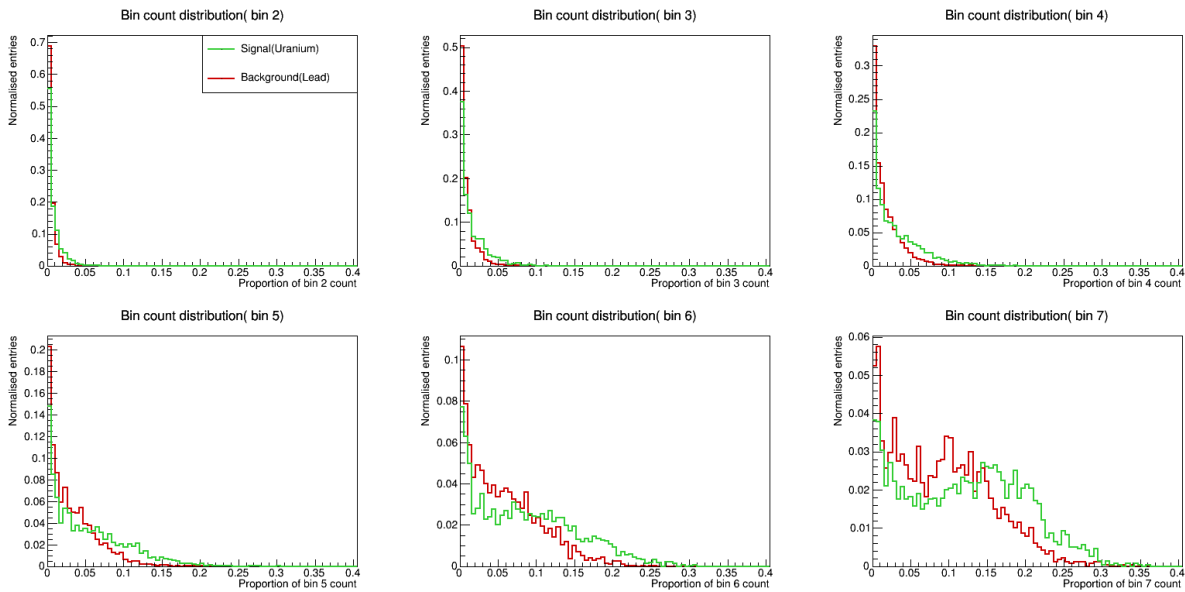 Bin count distribution( bin 2)
Normalised entries
0.7
0.6
0.5
0.4
0.3
0.2
0.1
0
Signal(Uranium)
Background(Lead)
0 0.05 0.1 0.15 0.2 0.25 0.3 0.35 0.4
Proportion of bin 2 count
Bin count distribution( bin 3)
Normalised entries
0.5
0.4
0.3
0.2
0.1
0
0 0.05 0.1 0.15 0.2 0.25 0.3 0.35 0.4
Proportion of bin 3 count
Bin count distribution( bin 4)
Normalised entries
0.3
0.25
0.2
0.15
0.1
0.05
0
0 0.05 0.1 0.15 0.2 0.25 0.3 0.35 0.4
Proportion of bin 4 count
Bin count distribution( bin 5)
Normalised entries
0.2
0.18
0.16
0.14
0.12
0.1
0.08
0.06
0.04
0.02
0
0 0.05 0.1 0.15 0.2 0.25 0.3 0.35 0.4
Proportion of bin 5 count
Bin count distribution( bin 6)
Normalised entries
0.1
0.08
0.06
0.04
0.02
0
0 0.05 0.1 0.15 0.2 0.25 0.3 0.35 0.4
Proportion of bin 6 count
Bin count distribution( bin 7)
Normalised entries
0.06
0.05
0.04
0.03
0.02
0.01
0
0 0.05 0.1 0.15 0.2 0.25 0.3 0.35 0.4
Proportion of bin 7 count